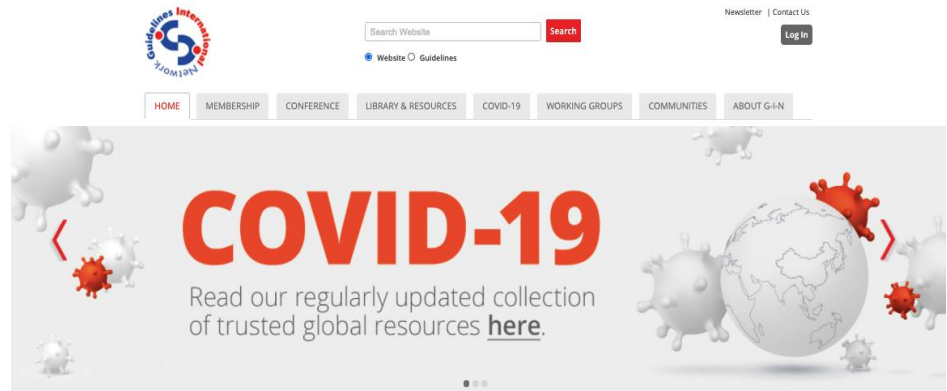 Guidelines International Network
Newsletter | Contact Us
Search Website
Search
Log In
Website Guidelines
HOME MEMBERSHIP CONFERENCE LIBRARY & RESOURCES COVID-19 WORKING GROUPS COMMUNITIES ABOUT G-I-N
COVID-19
Read our regularly updated collection
of trusted global resources here.